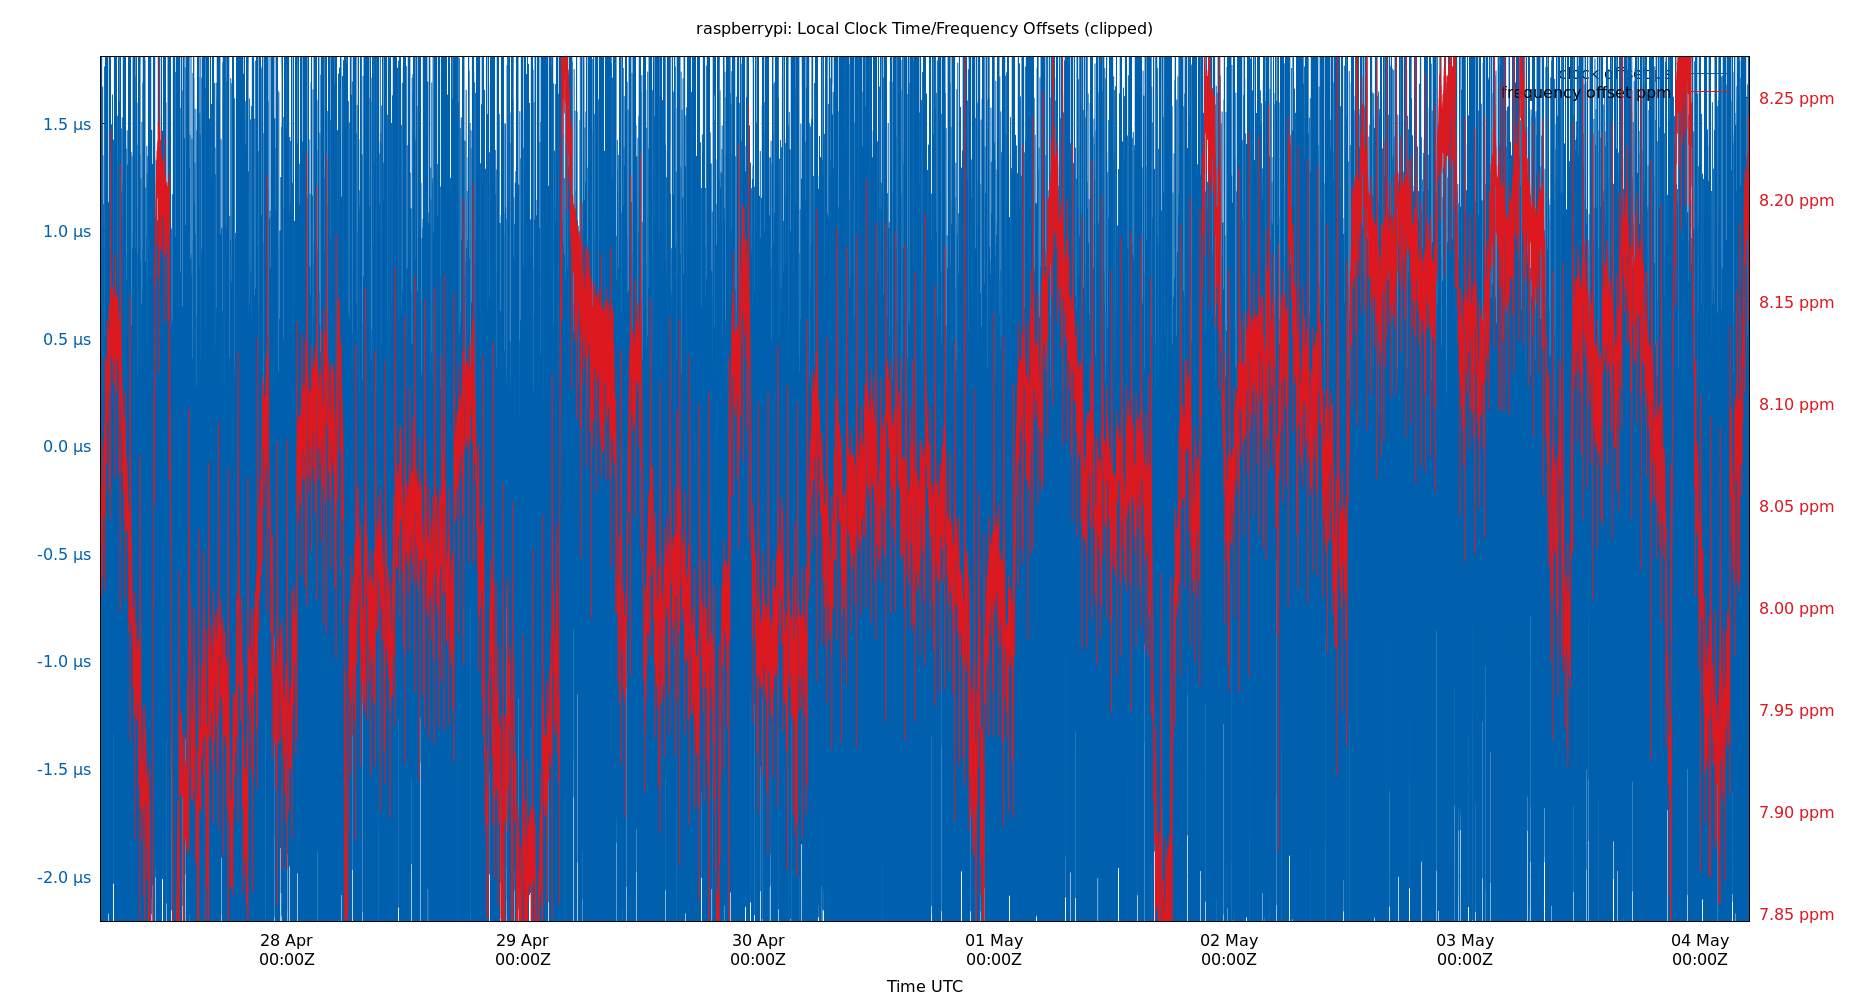 raspberrypi: Local Clock Time/Frequency Offsets (clipped)
clock offset µs
frequency offset ppm
1.5 µs
1.0 µs
0.5 µs
0.0 µs
-0.5 µs
-1.0 µs
-1.5 µs
-2.0 µs
8.25 ppm
8.20 ppm
8.15 ppm
8.10 ppm
8.05 ppm
8.00 ppm
7.95 ppm
7.90 ppm
7.85 ppm
28 Apr
00:00Z
29 Apr
00:00Z
30 Apr
00:00Z
01 May
00:00Z
02 May
00:00Z
03 May
00:00Z
04 May
00:00Z
Time UTC